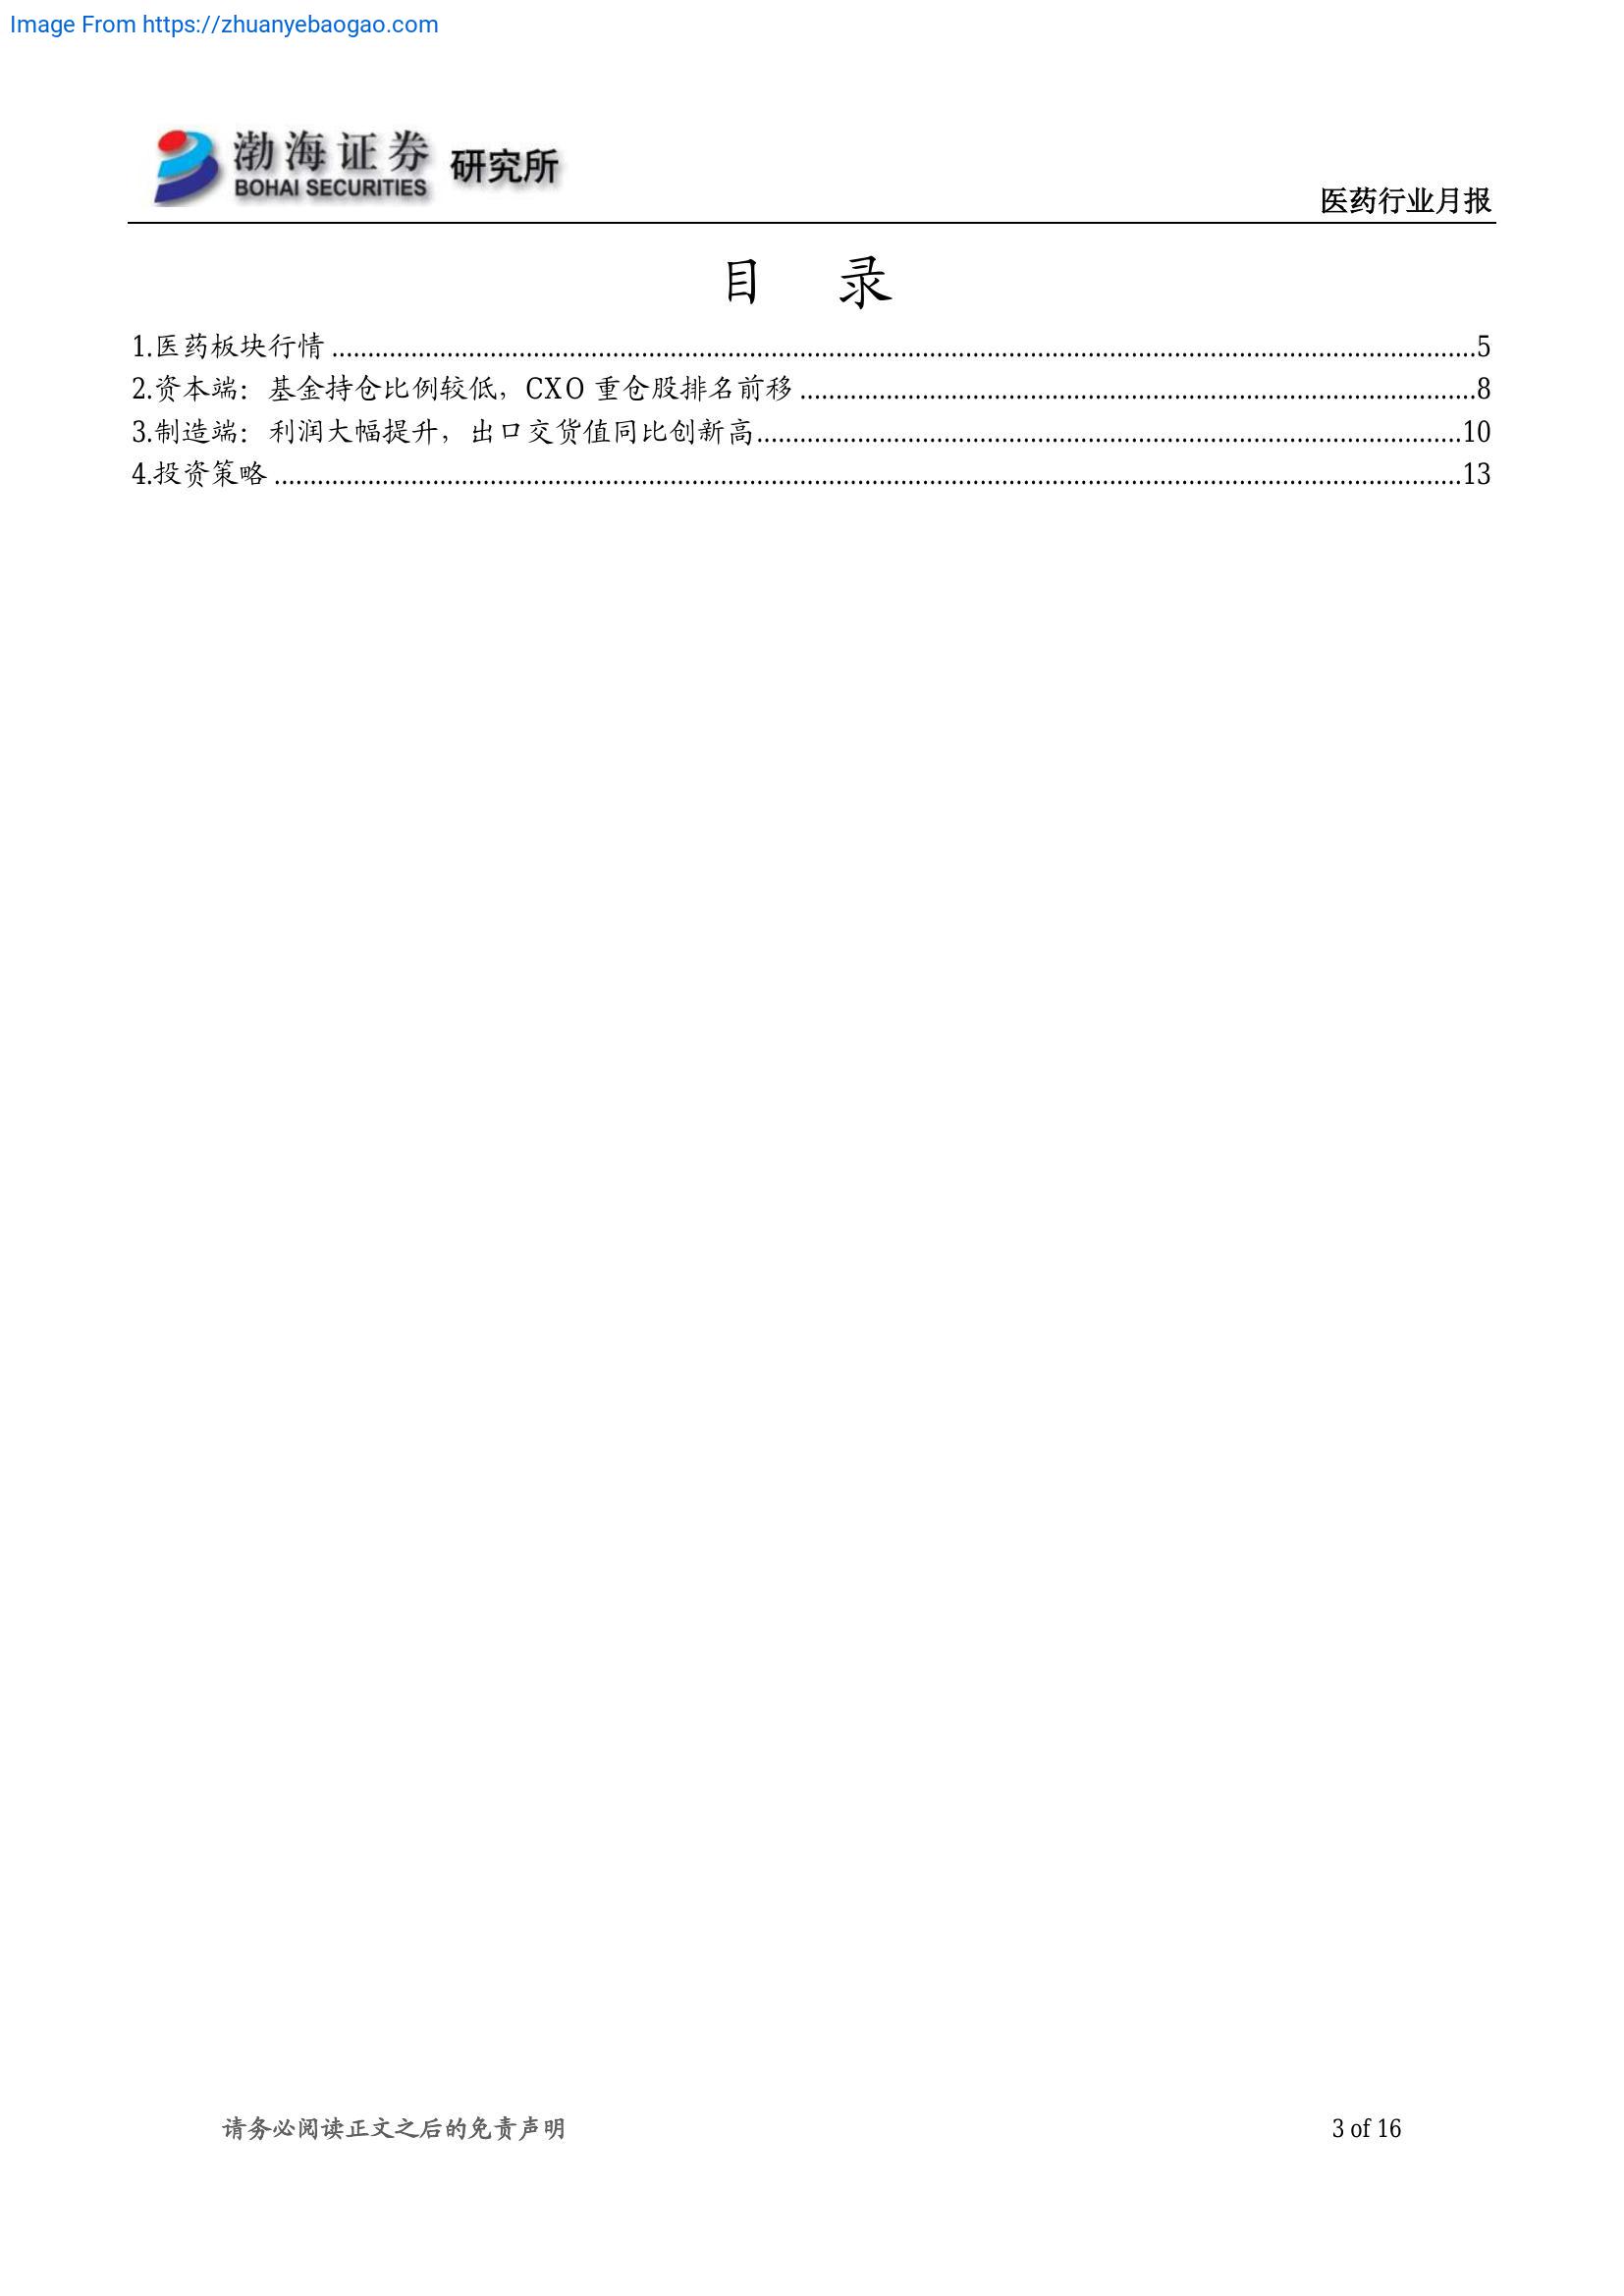 Image From https://zhuanyebaogao.com
渤海证券 研究所
BOHAI SECURITIES
医药行业月报
目 录
1.医药板块行情 ........................................................................................................................................................5
2.资本端：基金持仓比例较低，CXO 重仓股排名前移 ...........................................................................................8
3.制造端：利润大幅提升，出口交货值同比创新高...............................................................................................10
4.投资策略 ..............................................................................................................................................................13
请务必阅读正文之后的免责声明 3 of 16